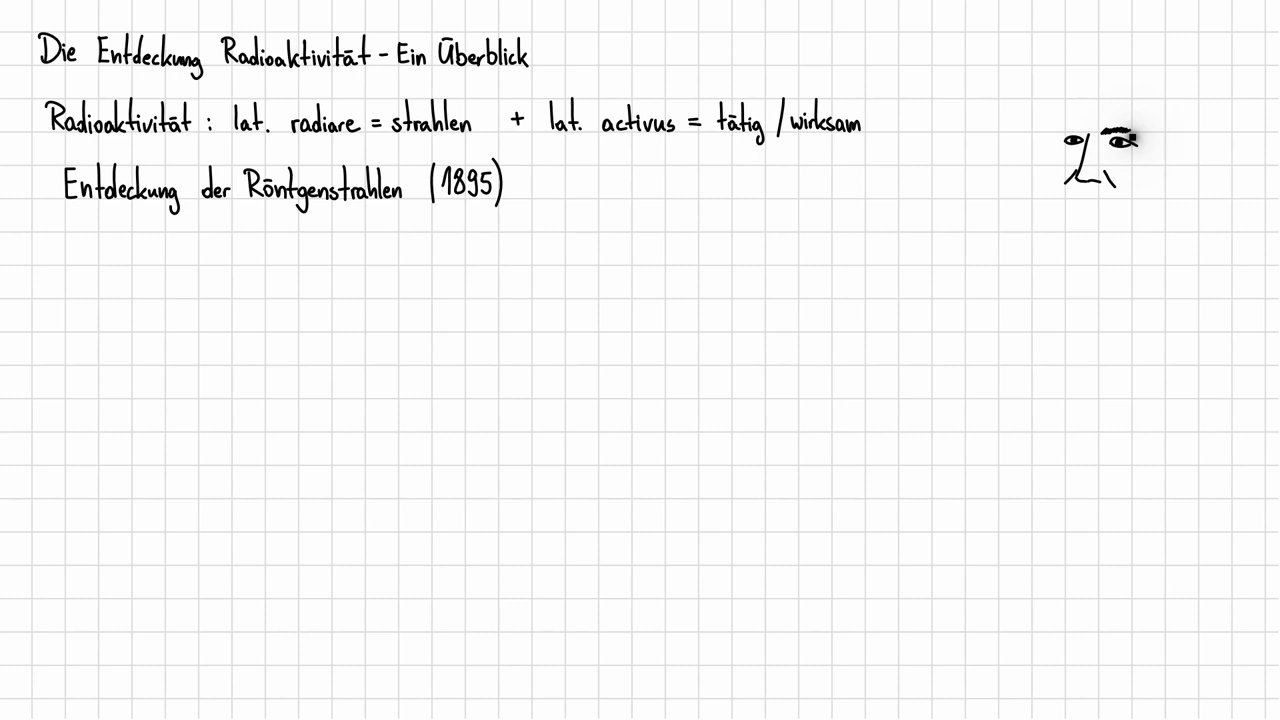 Die Entdeckung Radioaktivität - Ein Überblick
Radioaktivität : lat. radiare = strahlen + lat. activus = tätig / wirksam
Entdeckung der Röntgenstrahlen (1895)